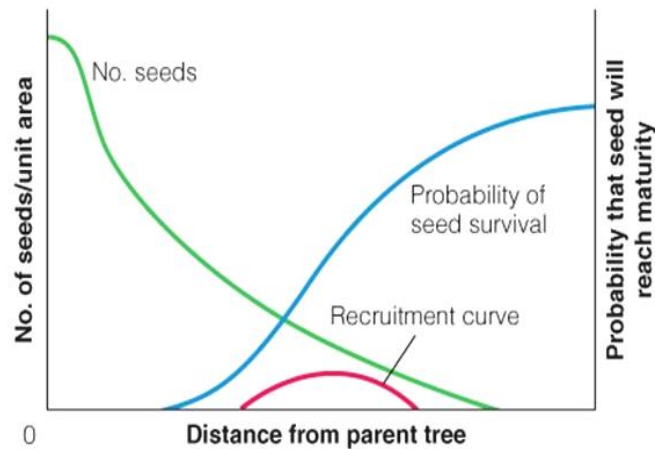 No. of seeds/unit area
No. seeds
Probability of
seed survival
Recruitment curve
Probability that seed will
reach maturity
0
Distance from parent tree